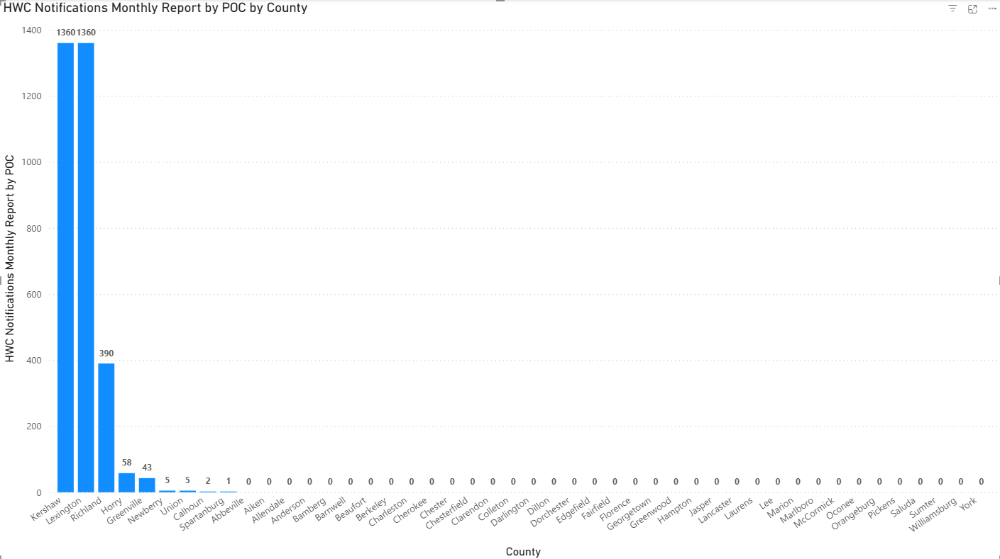 HWC Notifications Monthly Report by POC by County
HWC Notifications Monthly Report by POC
1400
1200
1000
800
600
400
200
0
1360 1360 390 58 43 5 5 2 1 0 0 0 0 0 0 0 0 0 0 0 0 0 0 0 0 0 0 0 0 0 0 0 0 0 0 0 0 0 0 0 0 0 0 0 0 0
Kershaw
Lexington
Richland
Horry
Greenville
Newberry
Union
Calhoun
Spartanburg
Abbeville
Aiken
Allendale
Anderson
Bamberg
Barnwell
Beaufort
Berkeley
Charleston
Cherokee
Chester
Chesterfield
Clarendon
Colleton
Darlington
Dillon
Dorchester
Edgefield
Fairfield
Florence
Georgetown
Greenwood
Hampton
Jasper
Lancaster
Laurens
Lee
Marion
Marlboro
McCormick
Oconee
Orangeburg
Pickens
Saluda
Sumter
Williamsburg
York
County